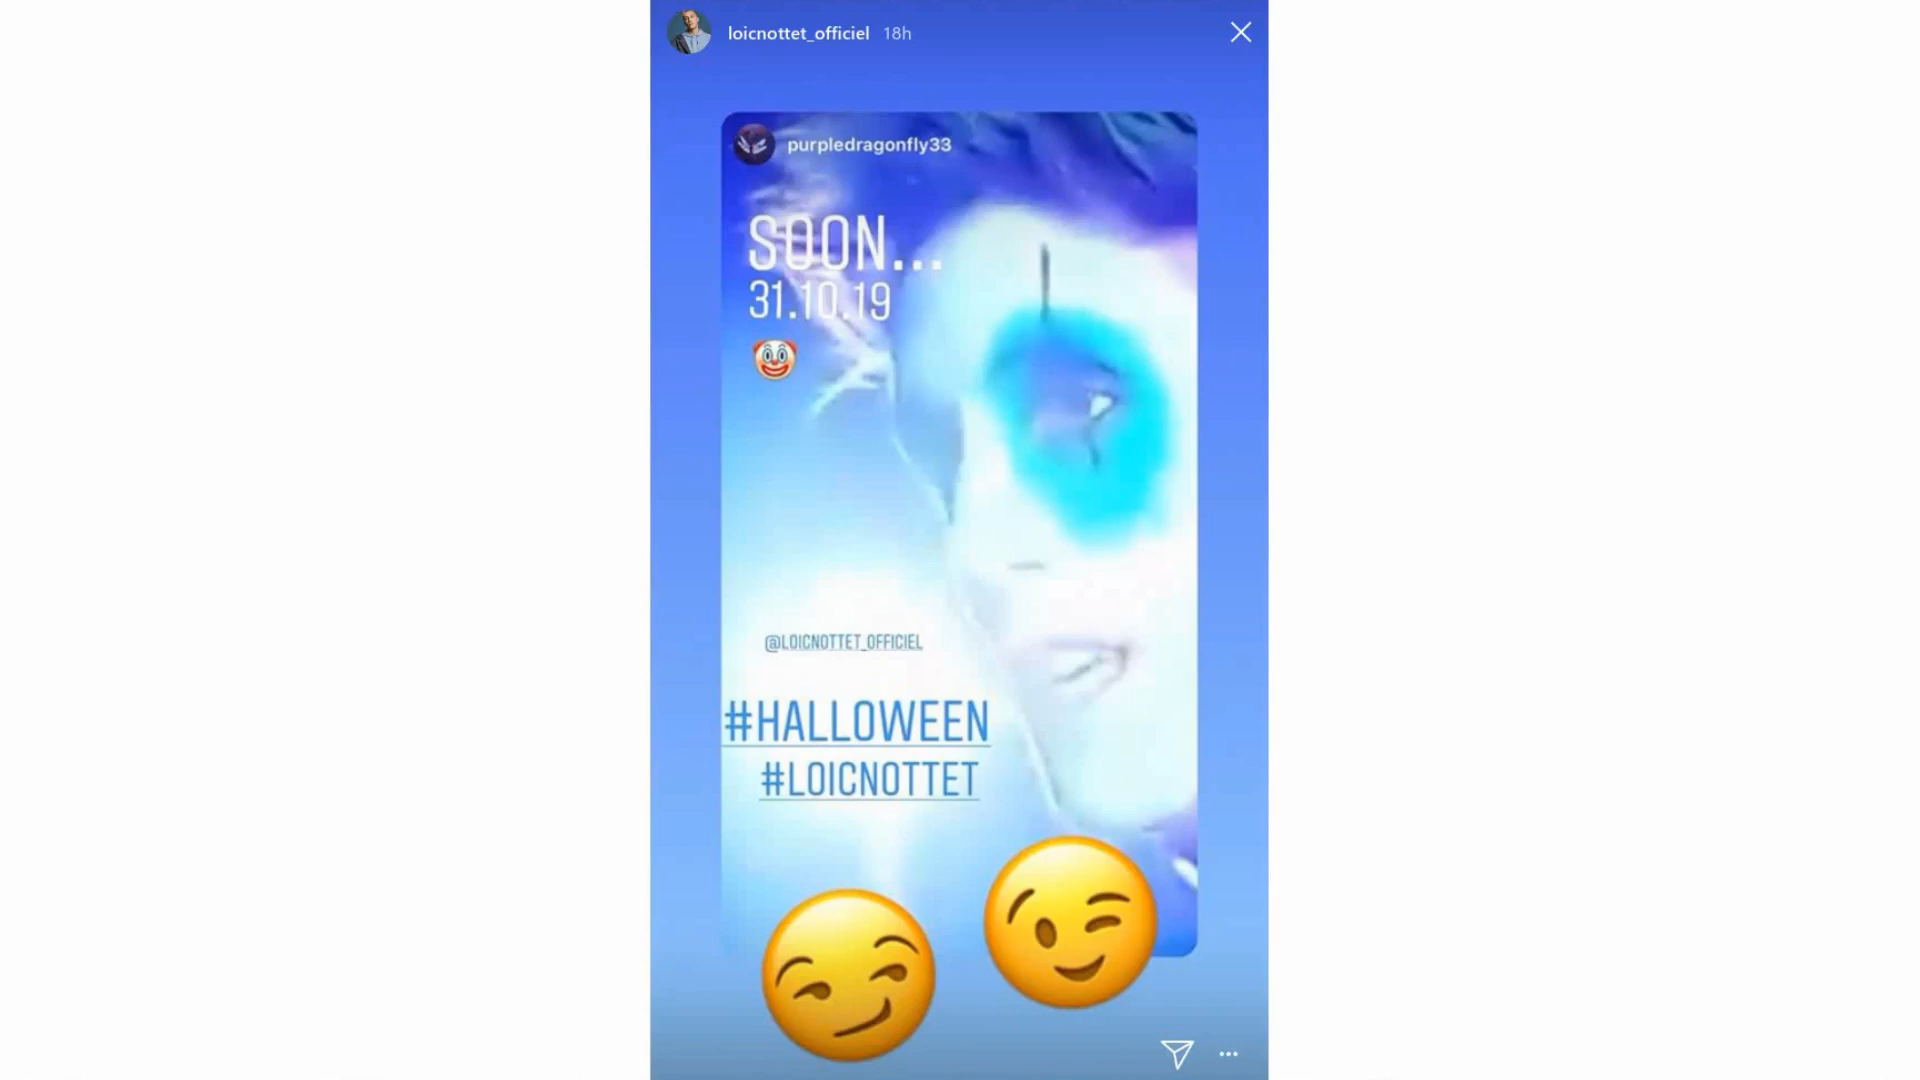 loicnottet_officiel 18h
purpledragonfly33
SOON...
31.10.19
@LOICNOTTET_OFFICIEL
#HALLOWEEN
#LOICNOTTET